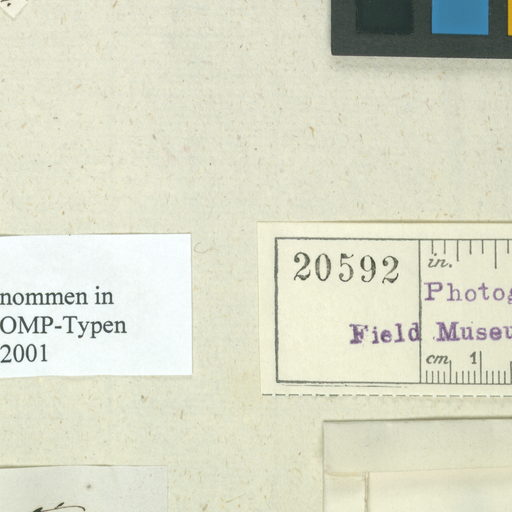 nommen in
OMP-Typen
2001
20592
in.
Photog
Field Museu
cm 1